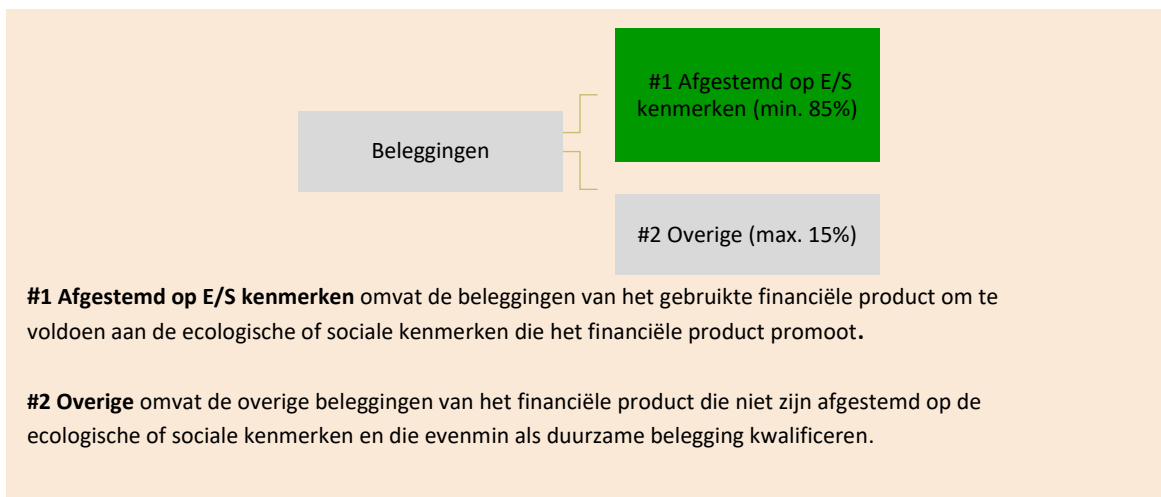 #1 Afgestemd op E/S
kenmerken (min. 85%)
Beleggingen
#2 Overige (max. 15%)
#1 Afgestemd op E/S kenmerken omvat de beleggingen van het gebruikte financiële product om te
voldoen aan de ecologische of sociale kenmerken die het financiële product promoot.
#2 Overige omvat de overige beleggingen van het financiële product die niet zijn afgestemd op de
ecologische of sociale kenmerken en die evenmin als duurzame belegging kwalificeren.